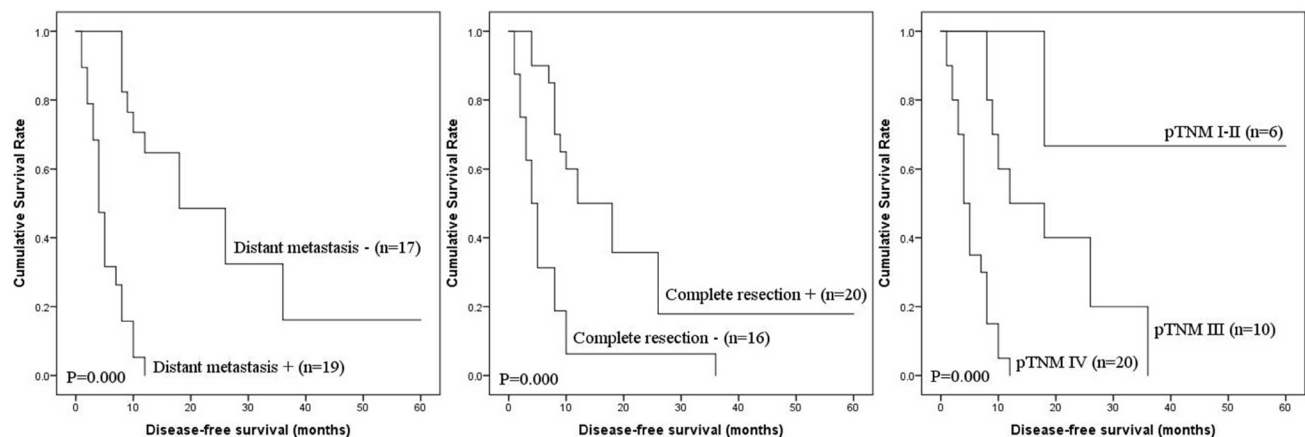 Cumulative Survival Rate
1.0
0.8
0.6
0.4
0.2
0.0
Distant metastasis - (n=17)
Distant metastasis + (n=19)
P=0.000
0 10 20 30 40 50 60
Disease-free survival (months)
Cumulative Survival Rate
1.0
0.8
0.6
0.4
0.2
0.0
Complete resection + (n=20)
Complete resection - (n=16)
P=0.000
0 10 20 30 40 50 60
Disease-free survival (months)
Cumulative Survival Rate
1.0
0.8
0.6
0.4
0.2
0.0
pTNM I-II (n=6)
pTNM III (n=10)
pTNM IV (n=20)
P=0.000
0 10 20 30 40 50 60
Disease-free survival (months)